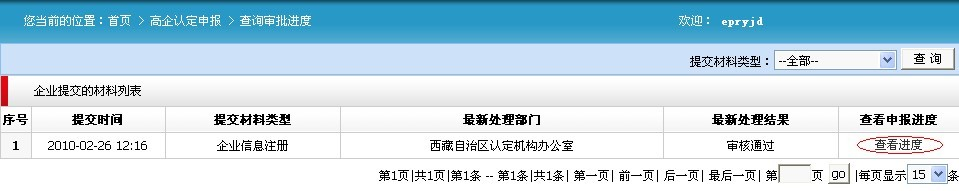 您当前的位置：首页 > 高企认定申报 > 查询审批进度 欢迎： epryjd
提交材料类型： --全部-- 查 询
企业提交的材料列表
序号 提交时间 提交材料类型 最新处理部门 最新处理结果 查看申报进度
1 2010-02-26 12:16 企业信息注册 西藏自治区认定机构办公室 审核通过 查看进度
第1页|共1页|第1条 -- 第1条|共1条| 第一页| 前一页| 后一页| 最后一页| 第 页 go |每页显示 15 条